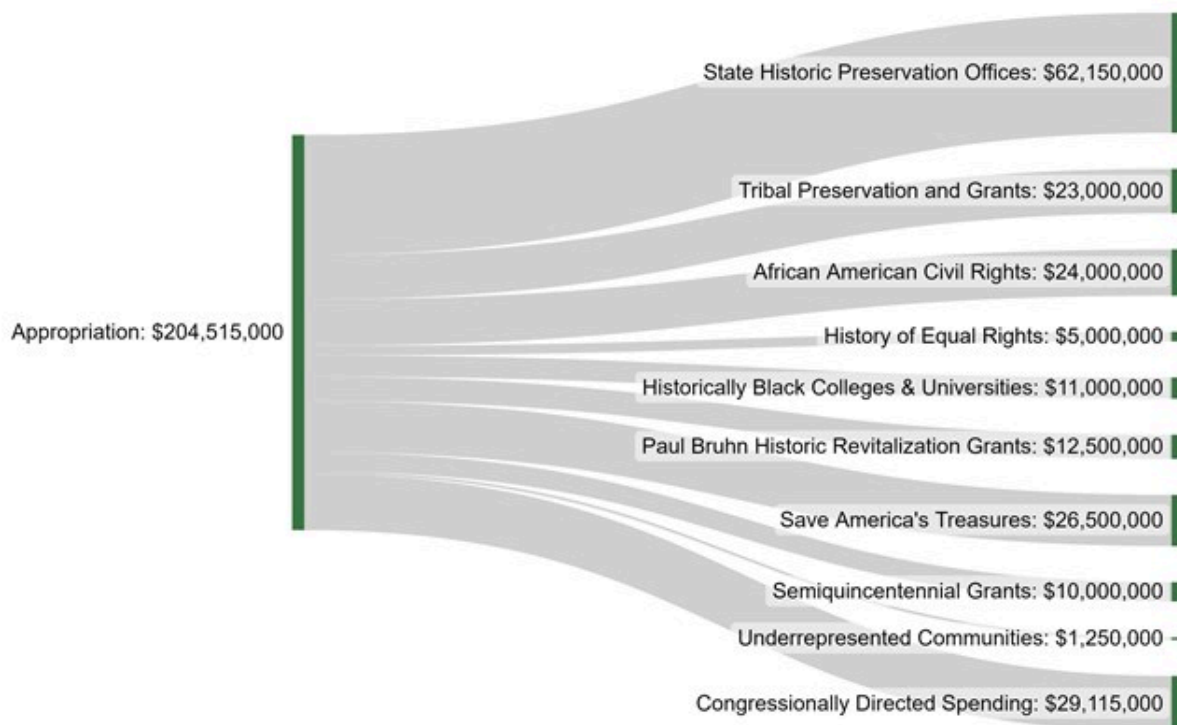 State Historic Preservation Offices: $62,150,000
Tribal Preservation and Grants: $23,000,000
African American Civil Rights: $24,000,000
Appropriation: $204,515,000
History of Equal Rights: $5,000,000
Historically Black Colleges & Universities: $11,000,000
Paul Bruhn Historic Revitalization Grants: $12,500,000
Save America's Treasures: $26,500,000
Semiquincentennial Grants: $10,000,000
Underrepresented Communities: $1,250,000
Congressionally Directed Spending: $29,115,000